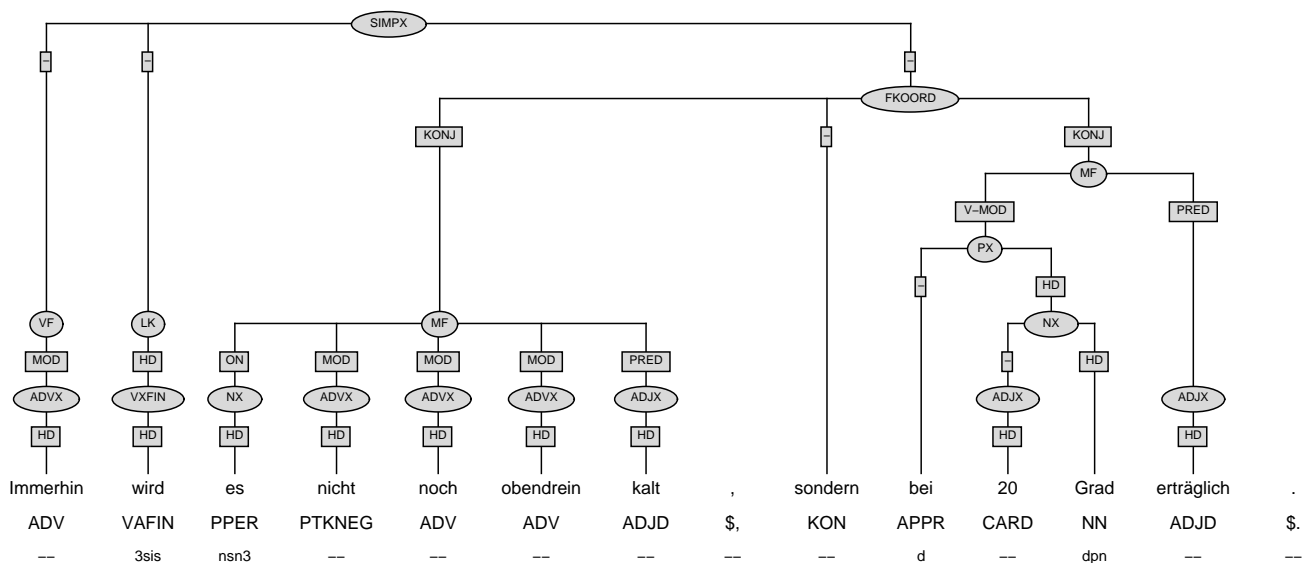 SIMPX
– – –
FKOORD
KONJ – KONJ
MF
V–MOD PRED
PX
– HD
VF LK MF NX
MOD HD ON MOD MOD MOD PRED – HD
ADVX VXFIN NX ADVX ADVX ADVX ADJX ADJX ADJX
HD HD HD HD HD HD HD HD HD
Immerhin wird es nicht noch obendrein kalt , sondern bei 20 Grad erträglich .
ADV VAFIN PPER PTKNEG ADV ADV ADJD $, KON APPR CARD NN ADJD $.
–– 3sis nsn3 –– –– –– –– –– –– d –– dpn –– ––